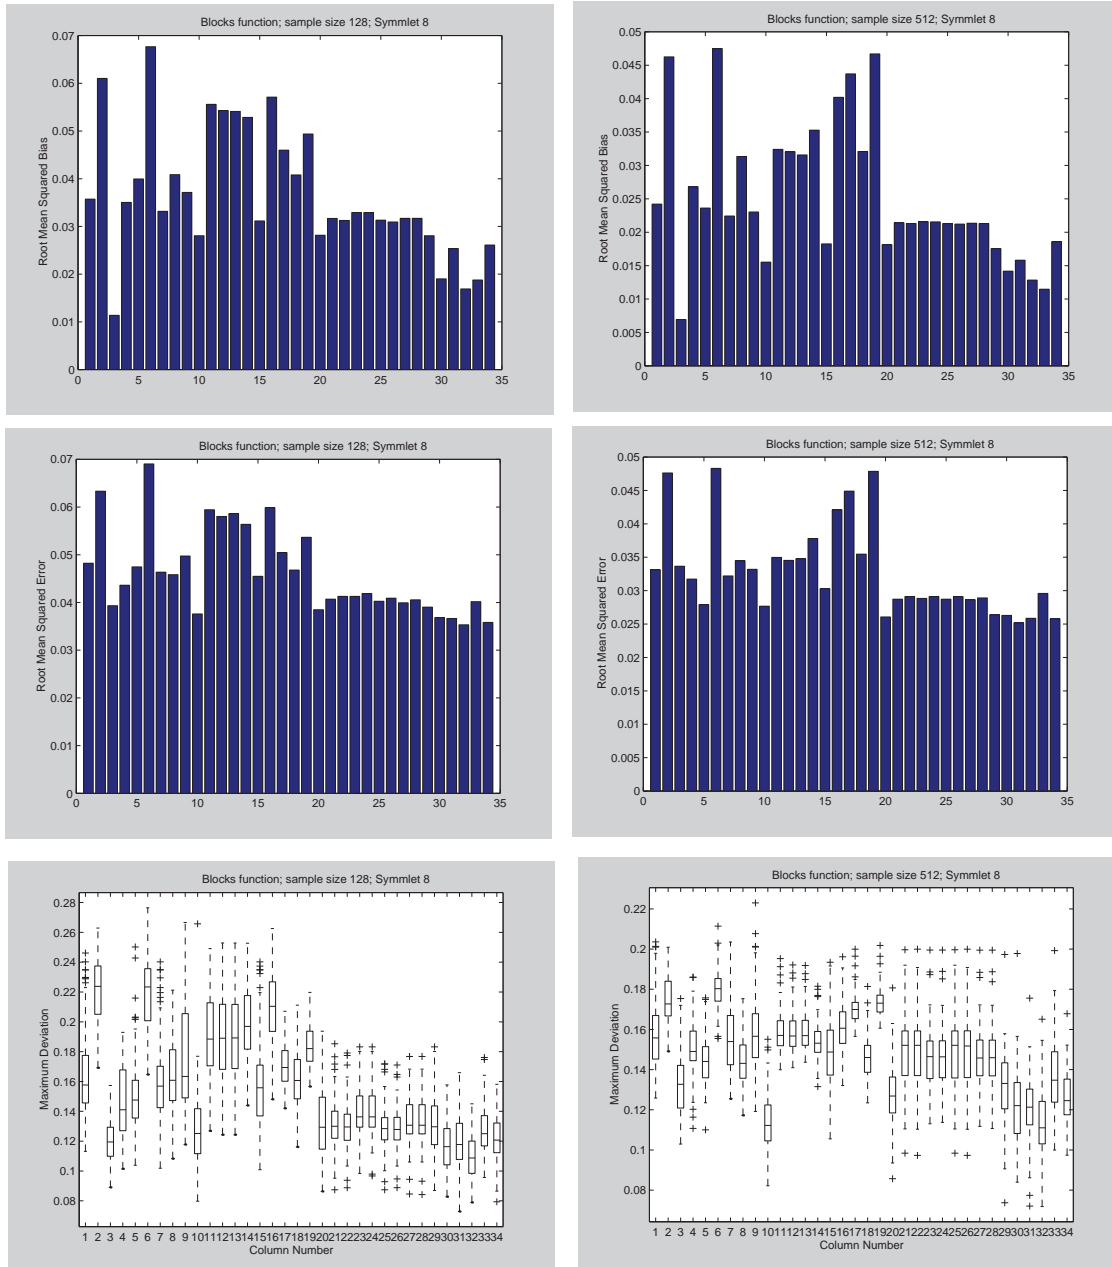 Blocks function; sample size 128; Symmlet 8
Root Mean Squared Bias
0.07
0.06
0.05
0.04
0.03
0.02
0.01
0
0 5 10 15 20 25 30 35
Blocks function; sample size 512; Symmlet 8
Root Mean Squared Bias
0.05
0.045
0.04
0.035
0.03
0.025
0.02
0.015
0.01
0.005
0
0 5 10 15 20 25 30 35
Blocks function; sample size 128; Symmlet 8
Root Mean Squared Error
0.07
0.06
0.05
0.04
0.03
0.02
0.01
0
0 5 10 15 20 25 30 35
Blocks function; sample size 512; Symmlet 8
Root Mean Squared Error
0.05
0.045
0.04
0.035
0.03
0.025
0.02
0.015
0.01
0.005
0
0 5 10 15 20 25 30 35
Blocks function; sample size 128; Symmlet 8
Maximum Deviation
0.28
0.26
0.24
0.22
0.2
0.18
0.16
0.14
0.12
0.1
0.08
1 2 3 4 5 6 7 8 9 10111213141516171819202122232425262728293031323334
Column Number
Blocks function; sample size 512; Symmlet 8
Maximum Deviation
0.22
0.2
0.18
0.16
0.14
0.12
0.1
0.08
1 2 3 4 5 6 7 8 9 10111213141516171819202122232425262728293031323334
Column Number